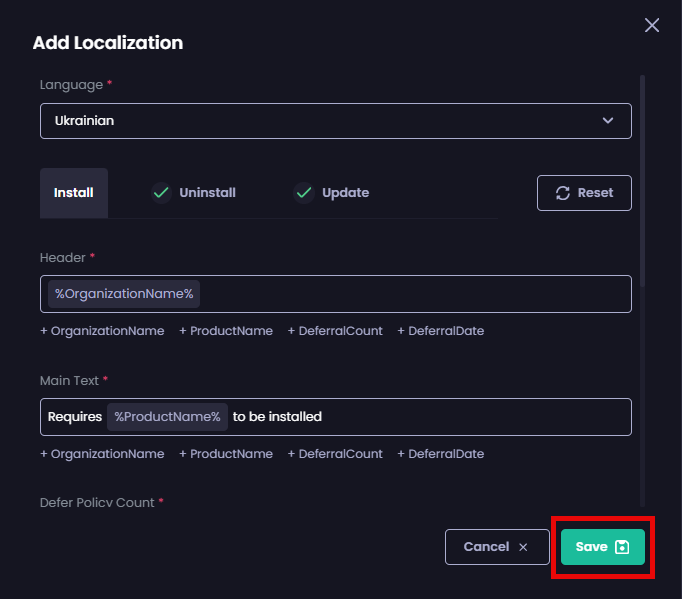 Add Localization
Language *
Ukrainian
Install Uninstall Update Reset
Header *
%OrganizationName%
+ OrganizationName + ProductName + DeferralCount + DeferralDate
Main Text *
Requires %ProductName% to be installed
+ OrganizationName + ProductName + DeferralCount + DeferralDate
Defer Policy Count *
Cancel Save